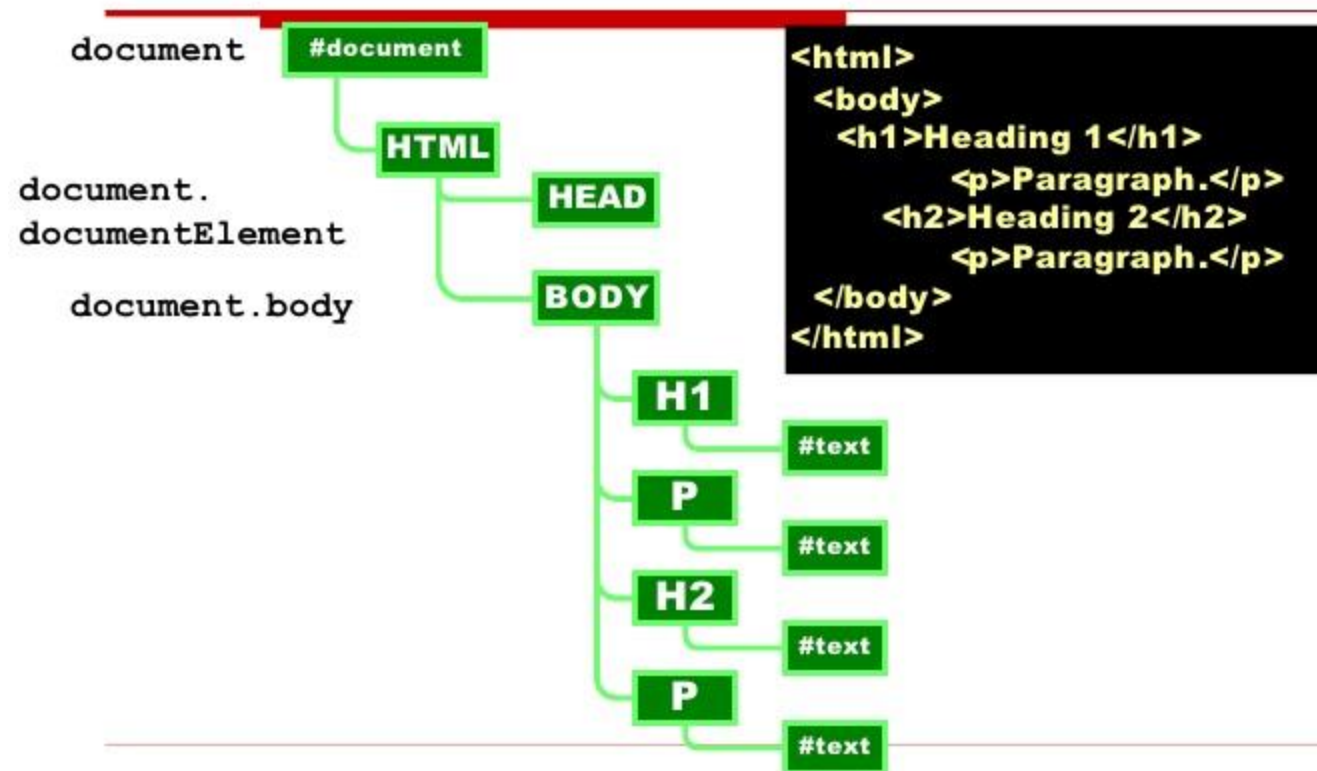 document
#document
HTML
document.
documentElement
HEAD
document.body
BODY
H1
#text
P
#text
H2
#text
P
#text
<html>
<body>
<h1>Heading 1</h1>
<p>Paragraph.</p>
<h2>Heading 2</h2>
<p>Paragraph.</p>
</body>
</html>